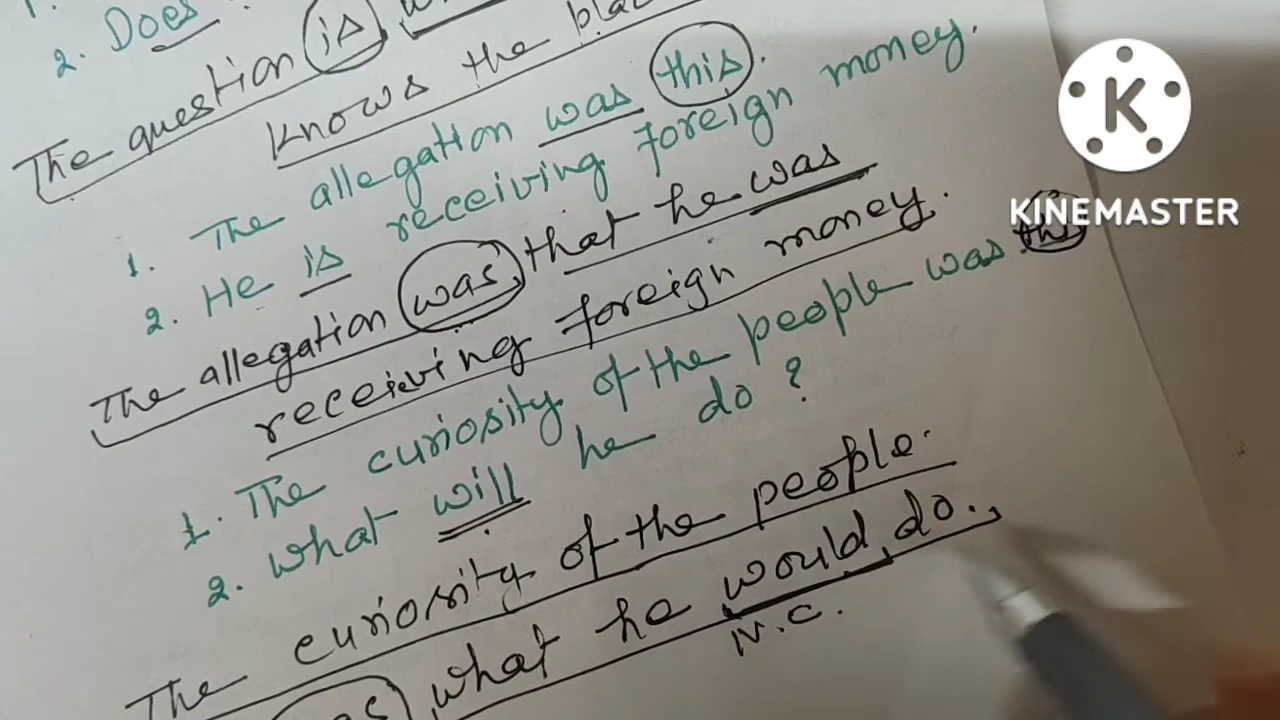 2. Does
The question is
knows the plac
1. The allegation was this.
2. He is receiving foreign money.
The allegation was that he was
receiving foreign money.
1. The curiosity of the people was this
2. What will he do?
The curiosity of the people.
was what he would do.
N.C.
K
KINEMASTER